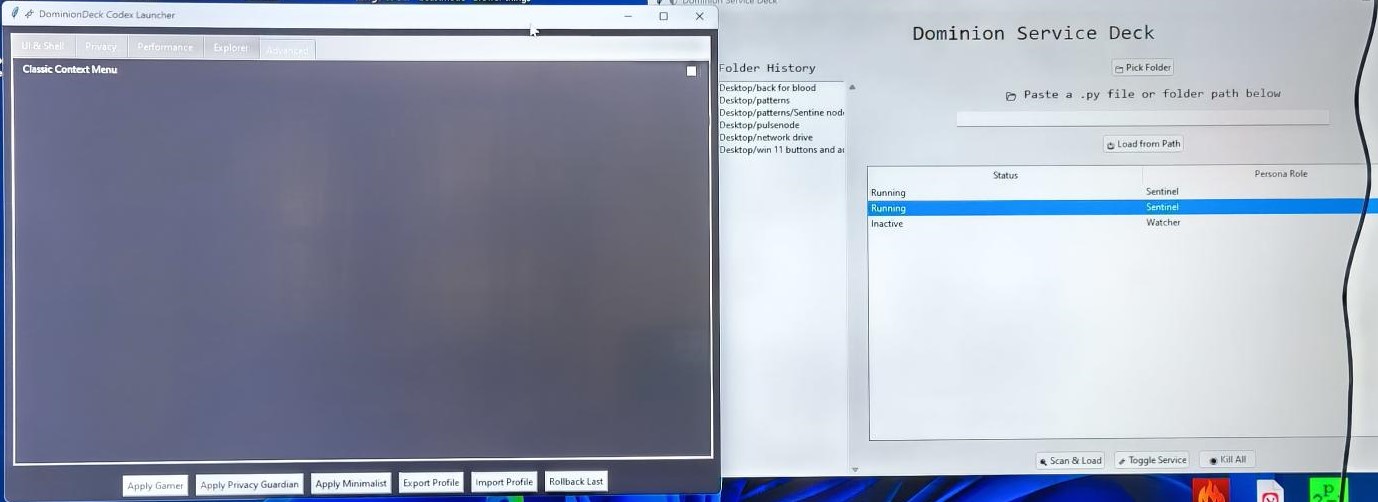 DominionDeck Codex Launcher
UI & Shell
Privacy
Performance
Explorer
Advanced
Classic Context Menu
Apply Gamer
Apply Privacy Guardian
Apply Minimalist
Export Profile
Import Profile
Rollback Last
Dominion Service Deck
Dominion Service Deck
Pick Folder
Paste a .py file or folder path below
Load from Path
Folder History
Desktop/back for blood
Desktop/patterns
Desktop/patterns/Sentine
Desktop/pulsenode
Desktop/network drive
Desktop/win 11 buttons and
Status Persona Role
Running Sentinel
Running Sentinel
Inactive Watcher
Scan & Load
Toggle Service
Kill All